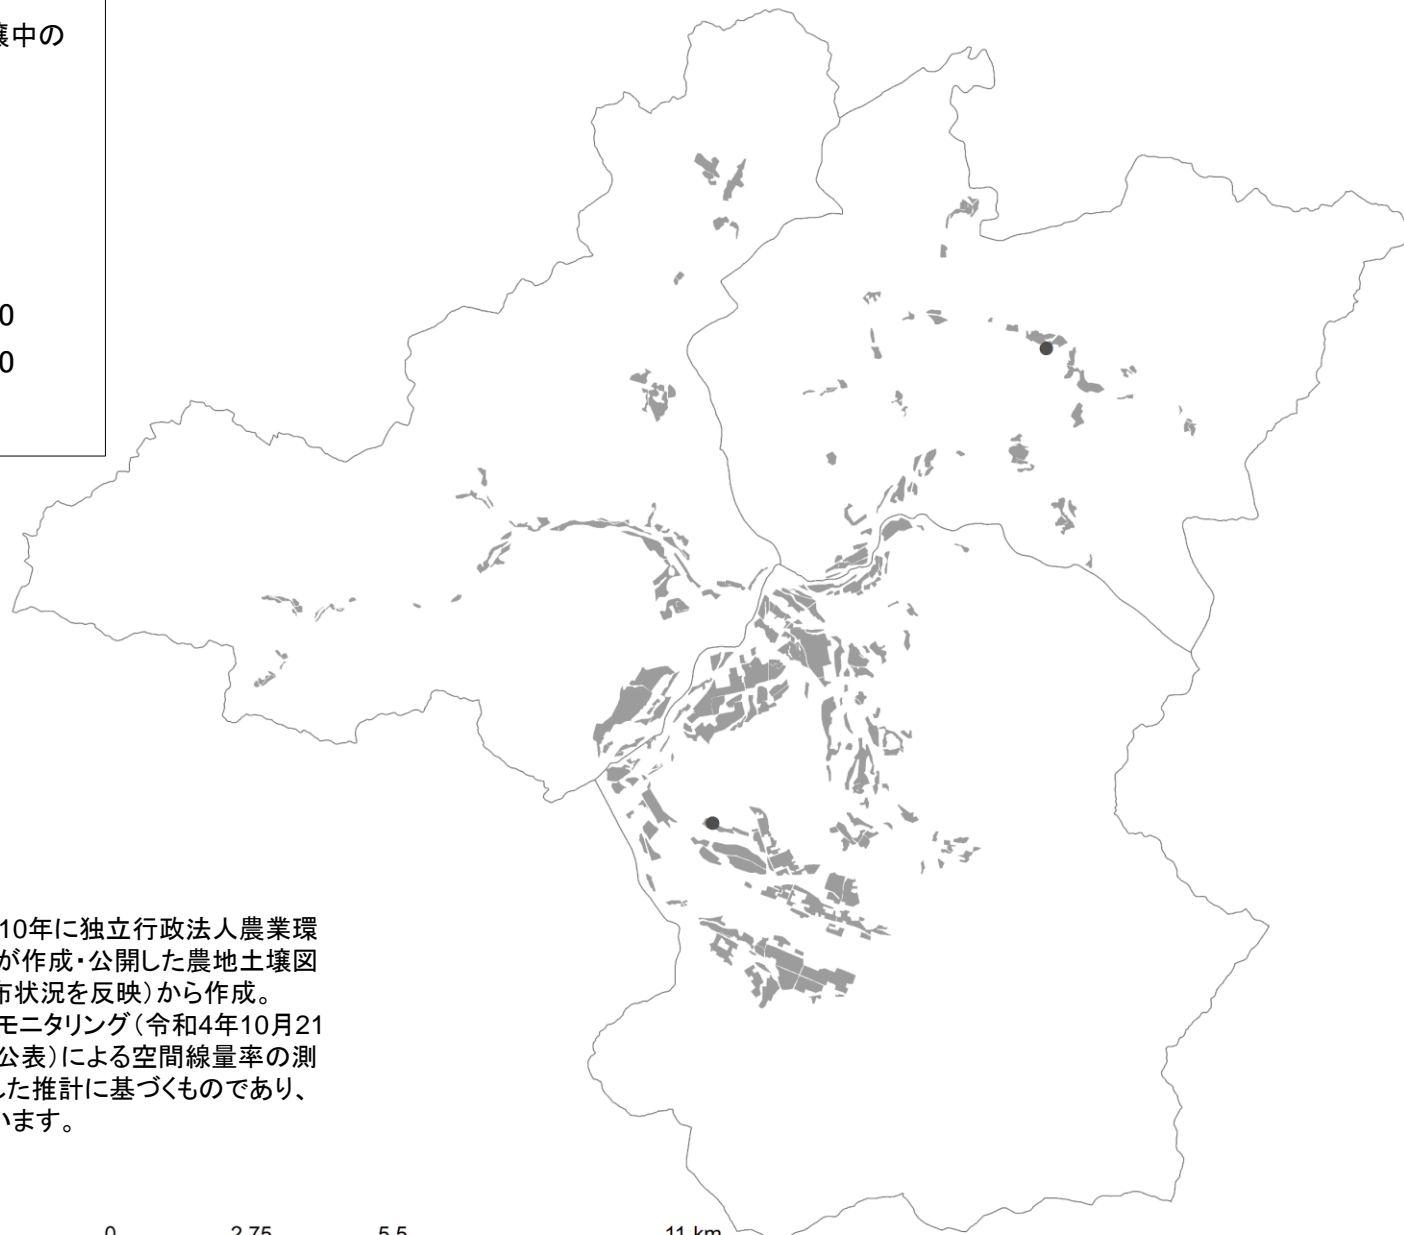 壌中の
0
0
10年に独立行政法人農業環
が作成・公開した農地土壌図
布状況を反映)から作成。
モニタリング(令和4年10月21
公表)による空間線量率の測
した推計に基づくものであり、
います。
0 2.75 5.5 11 km